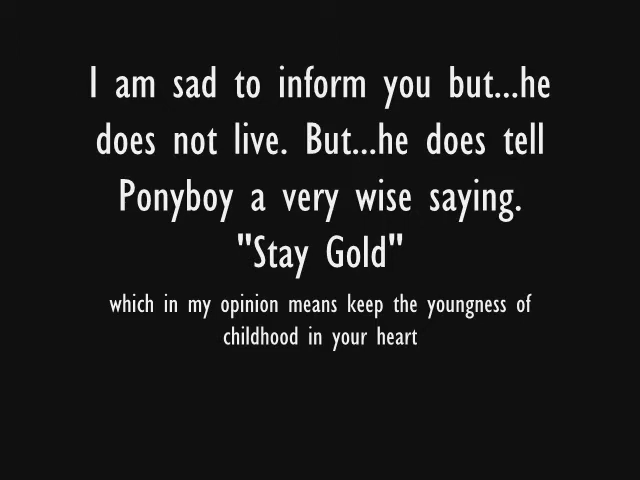 I am sad to inform you but...he
does not live. But...he does tell
Ponyboy a very wise saying.
"Stay Gold"
which in my opinion means keep the youngness of
childhood in your heart